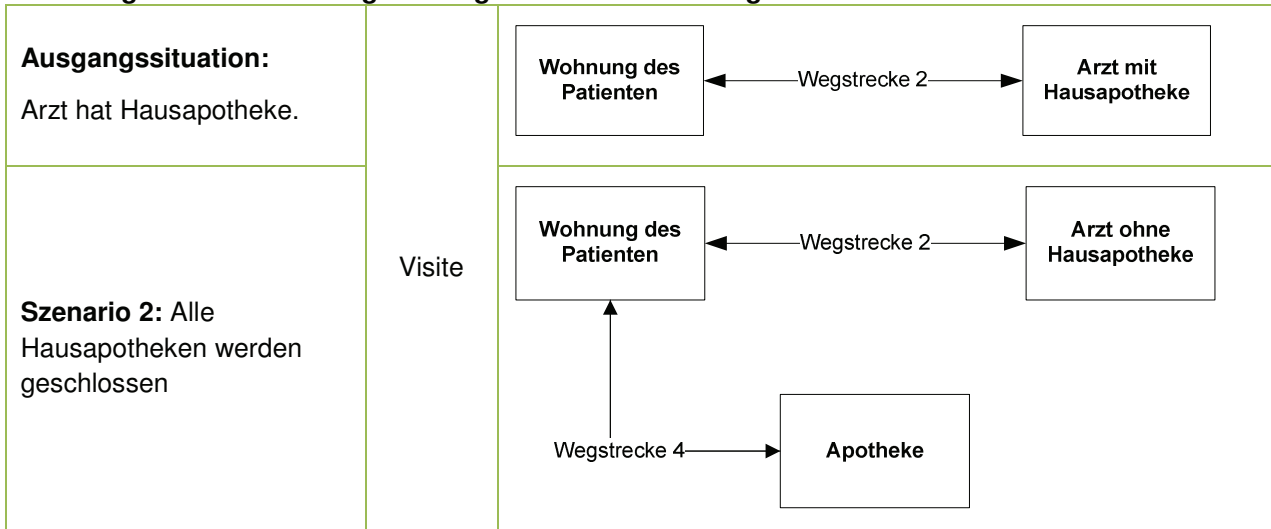 Ausgangssituation:
Arzt hat Hausapotheke.
Wohnung des
Patienten
Wegstrecke 2
Arzt mit
Hausapotheke
Visite
Szenario 2: Alle
Hausapotheken werden
geschlossen
Wohnung des
Patienten
Wegstrecke 2
Arzt ohne
Hausapotheke
Wegstrecke 4
Apotheke